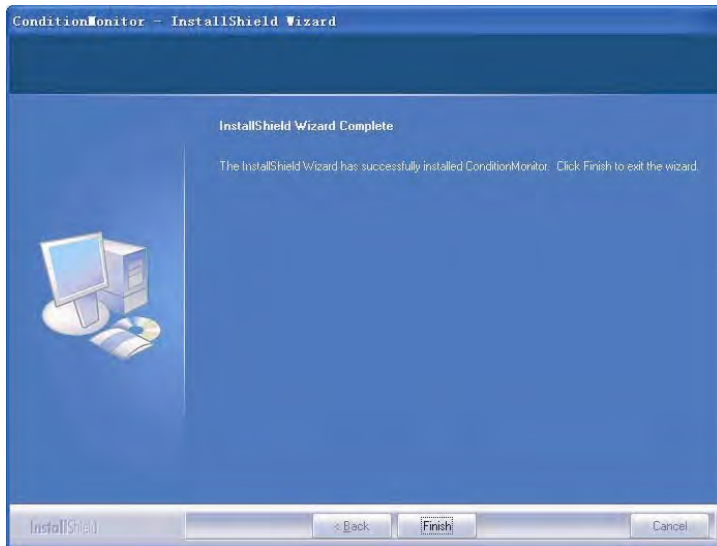 ConditionMonitor - InstallShield Wizard
InstallShield Wizard Complete
The InstallShield Wizard has successfully installed ConditionMonitor. Click Finish to exit the wizard.
InstallShield
< Back Finish Cancel